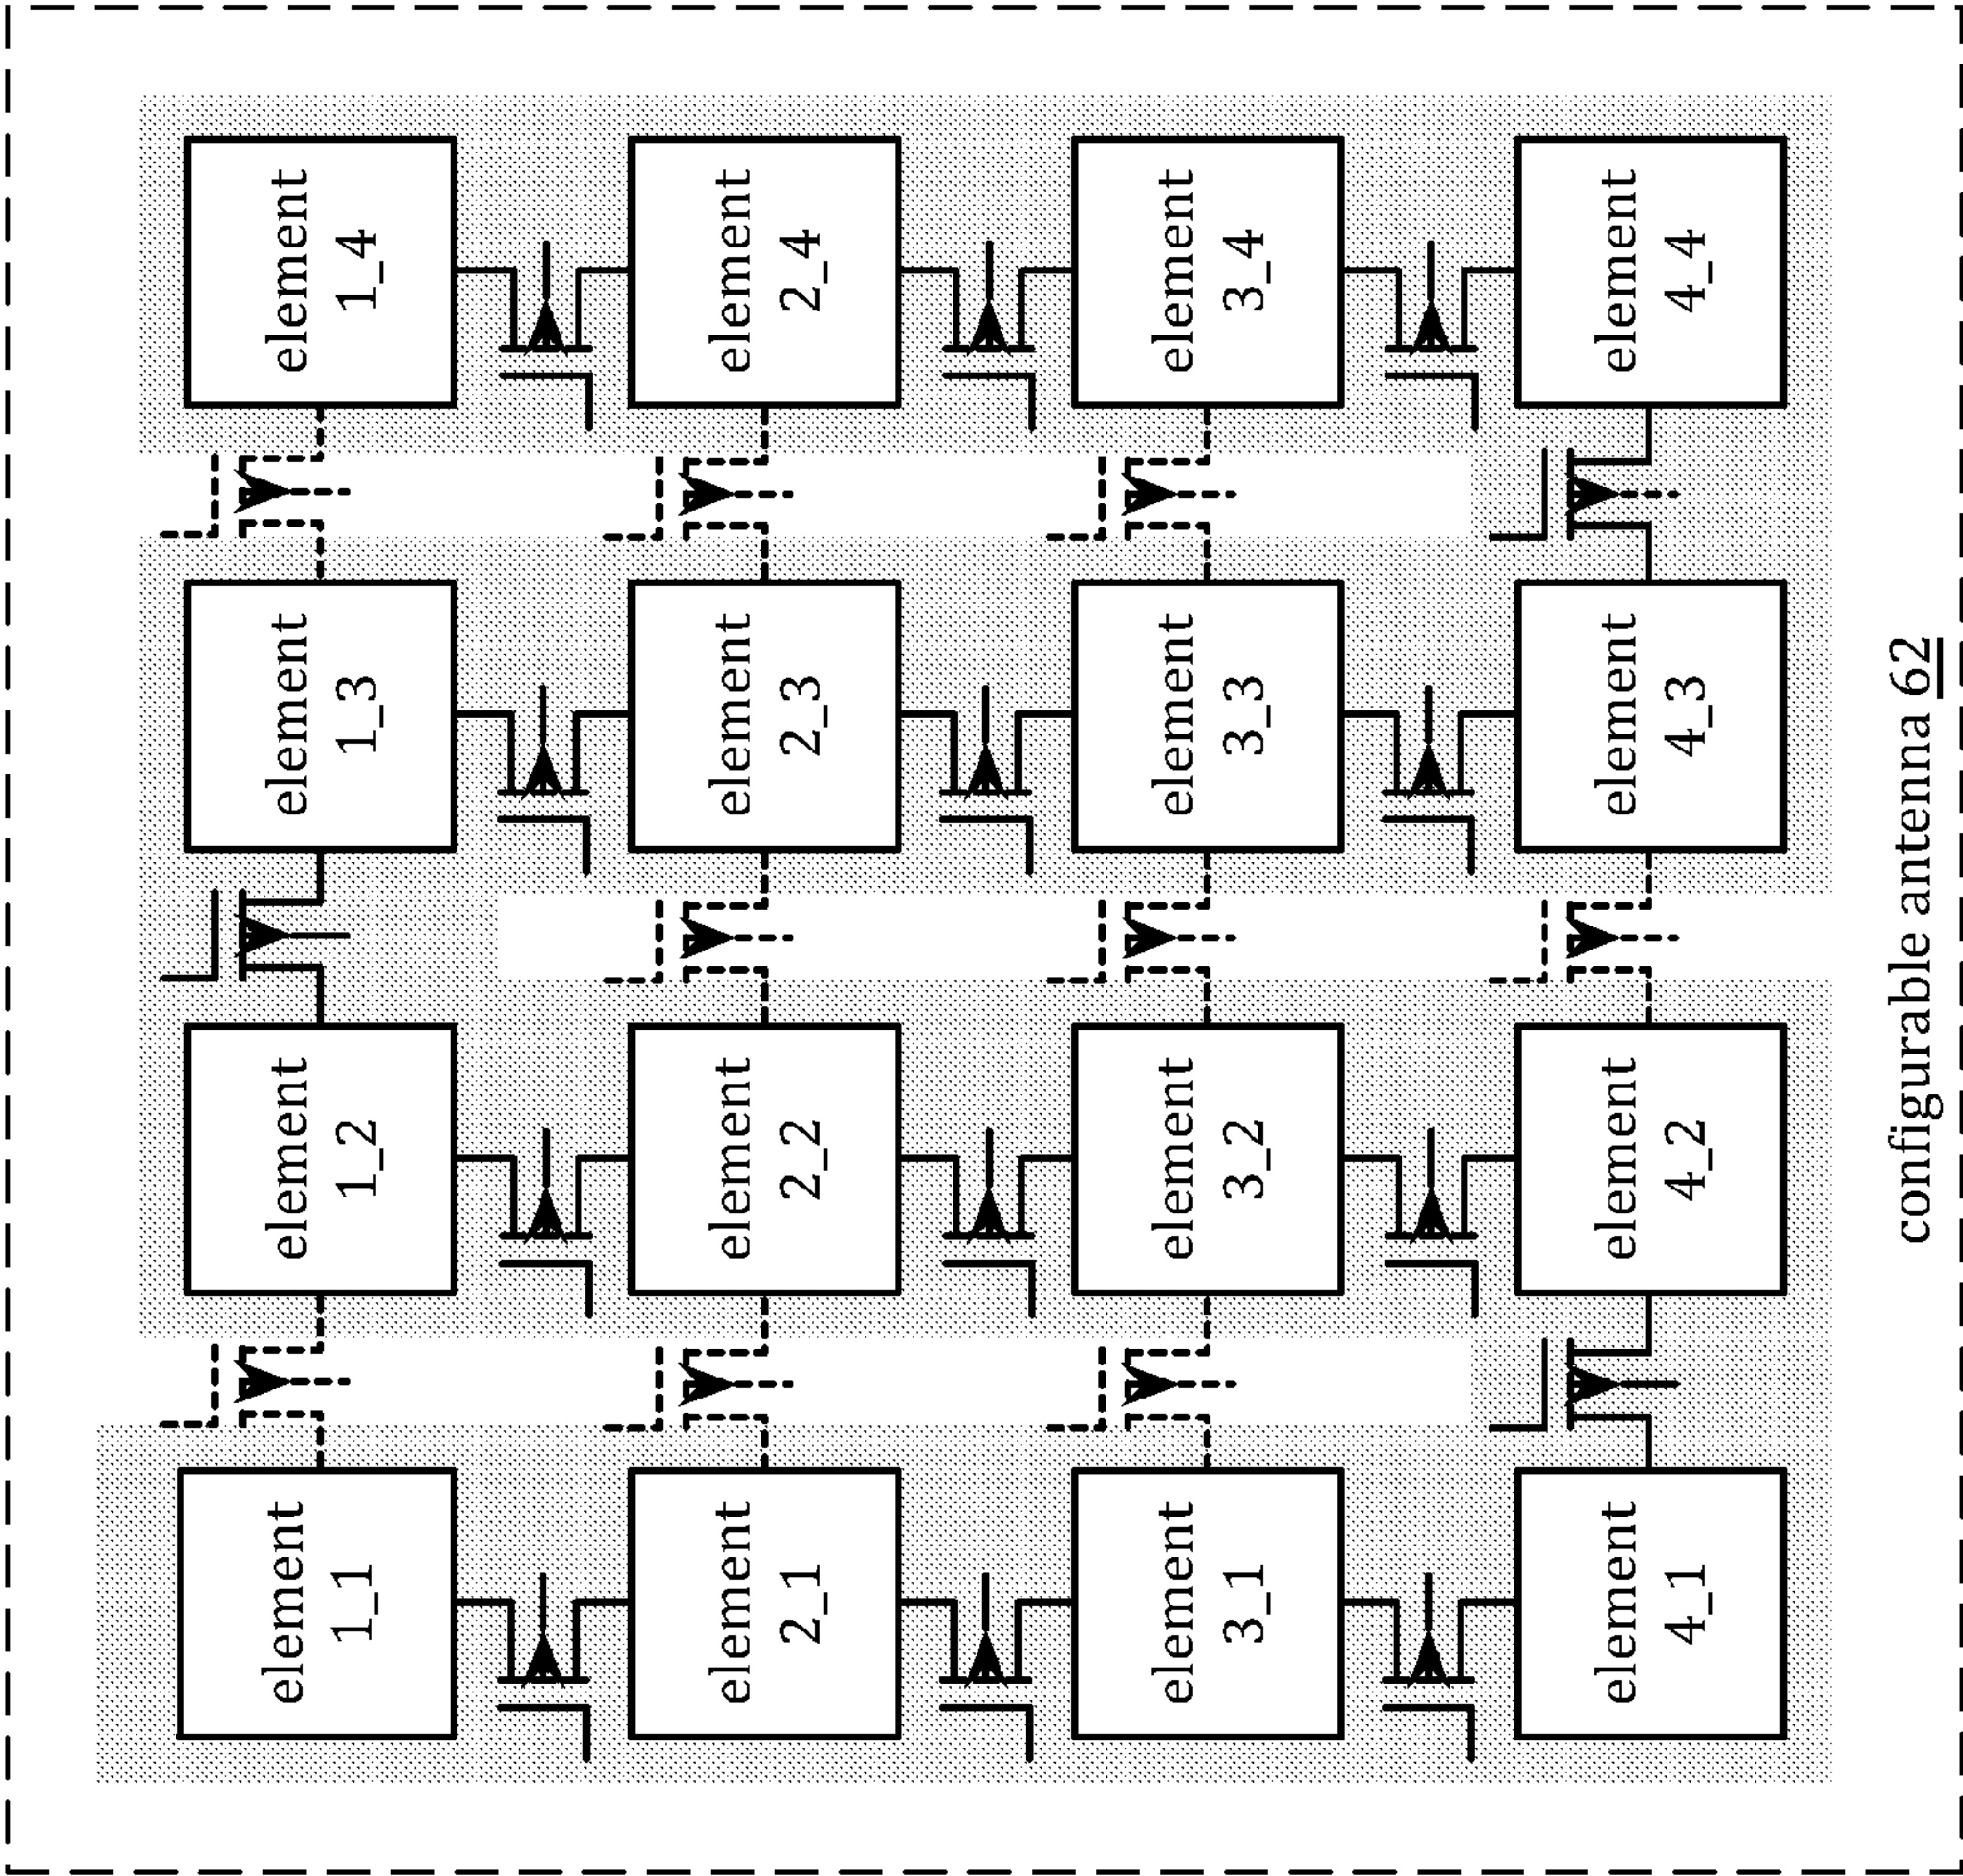 element
1_1
element
1_2
element
1_3
element
1_4
element
2_1
element
2_2
element
2_3
element
2_4
element
3_1
element
3_2
element
3_3
element
3_4
element
4_1
element
4_2
element
4_3
element
4_4
configurable antenna 62